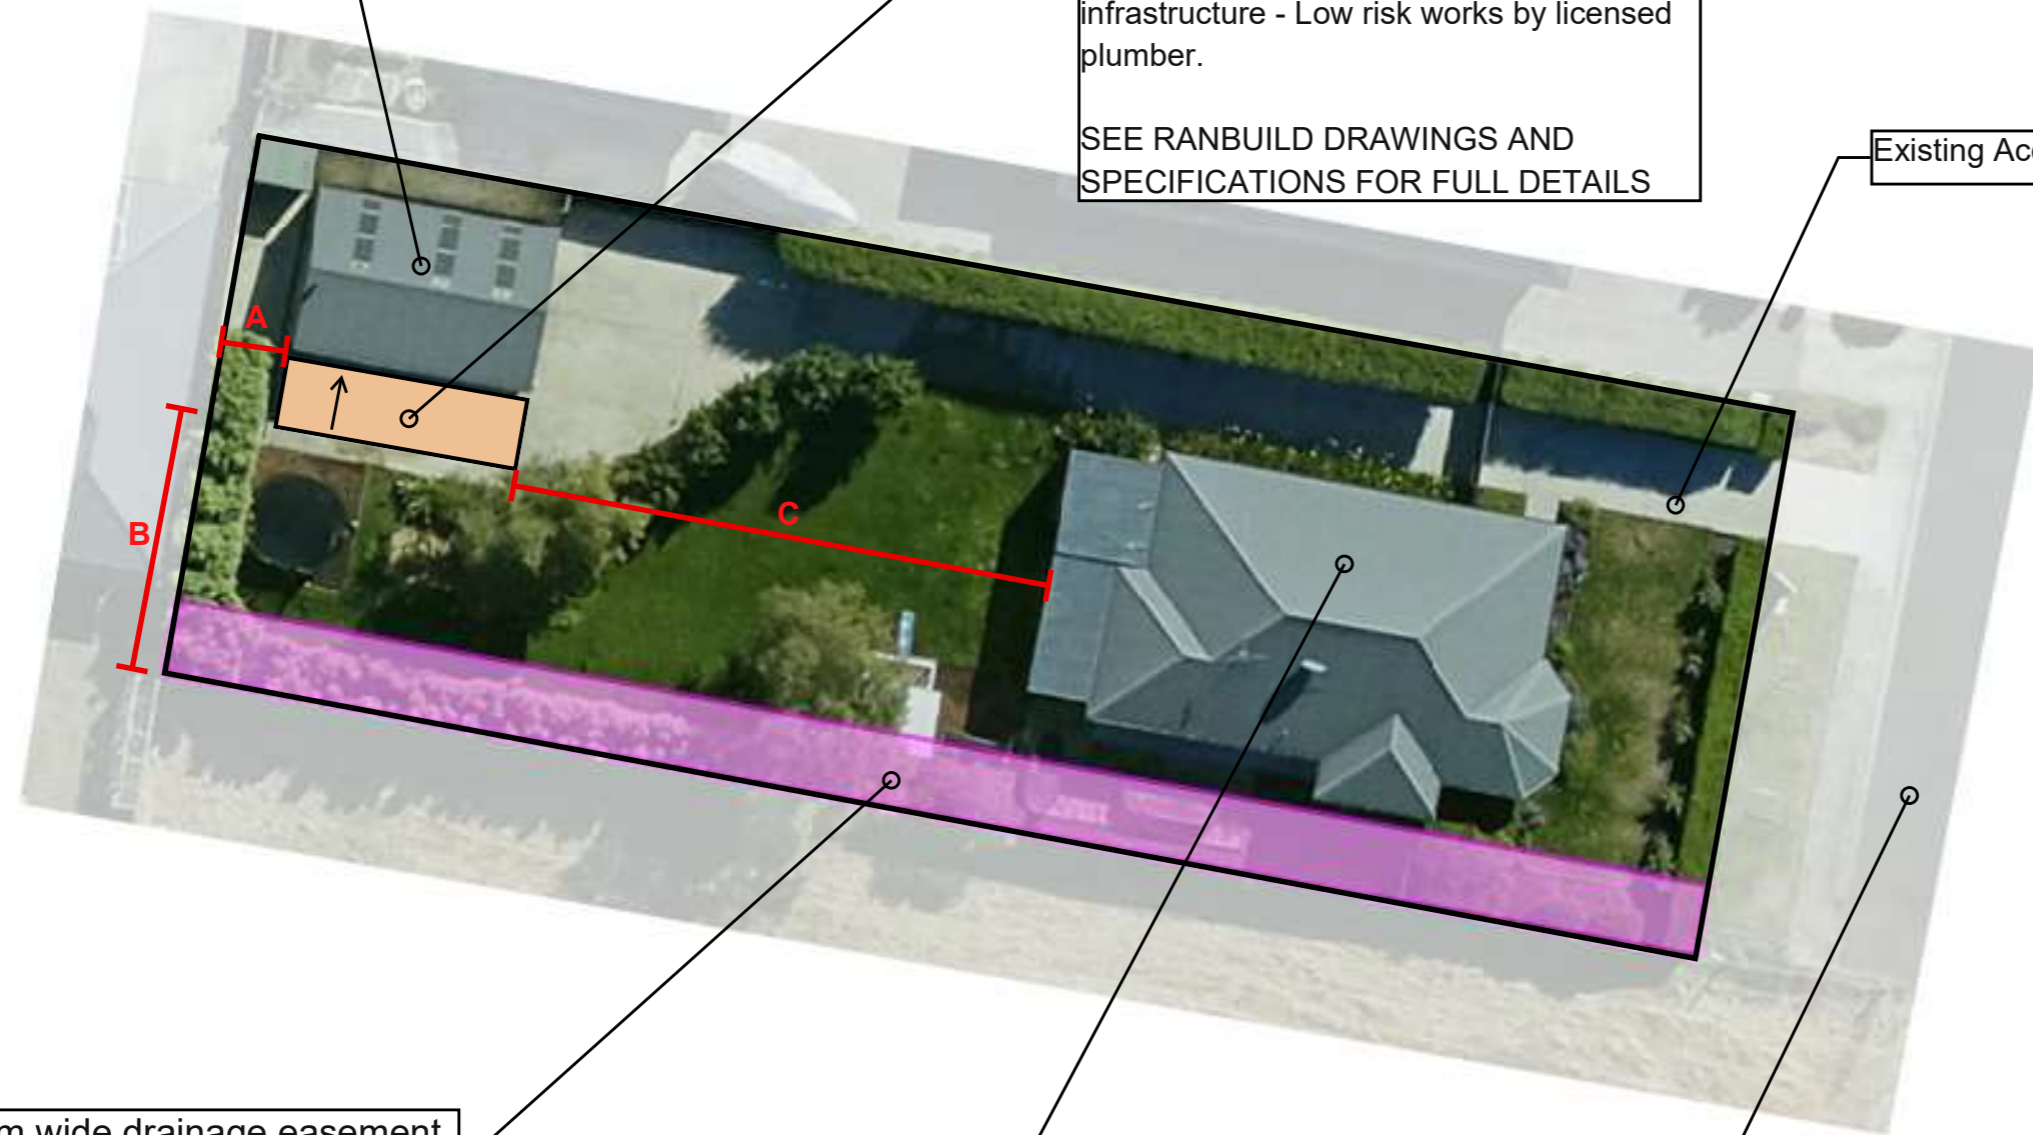 infrastructure - Low risk works by licensed
plumber.
SEE RANBUILD DRAWINGS AND
SPECIFICATIONS FOR FULL DETAILS
Existing
A
B
C
wide drainage easement